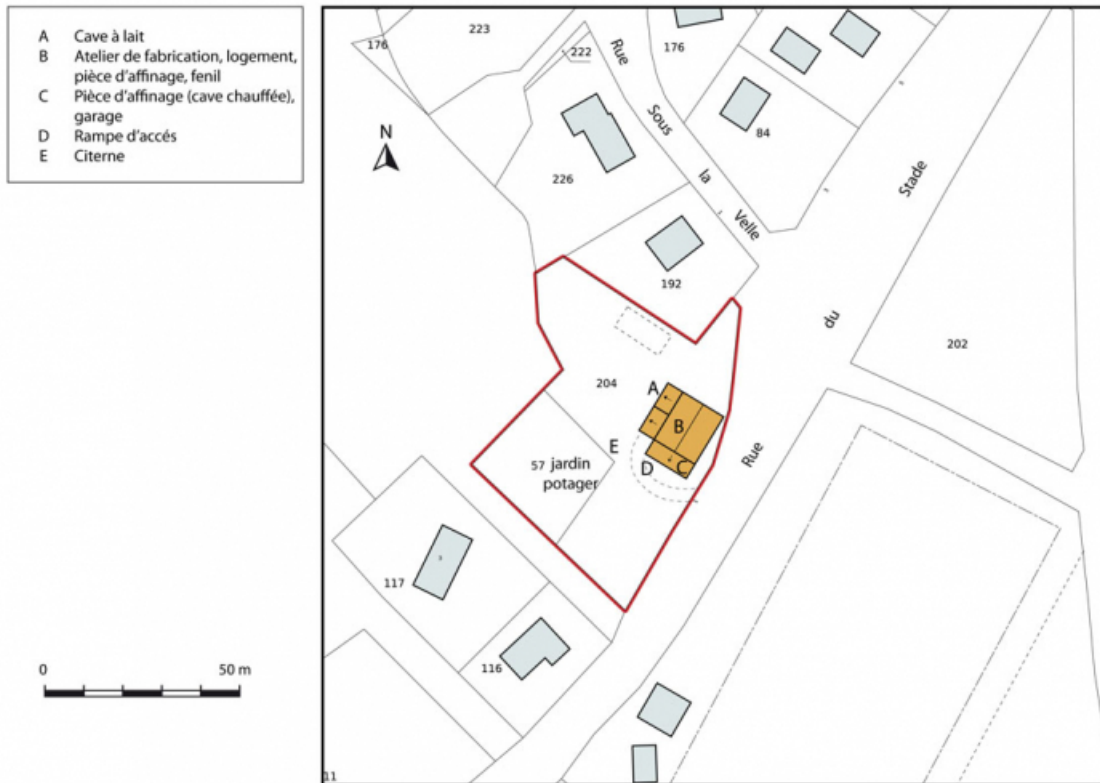 A Cave à lait
B Atelier de fabrication, logement,
pièce d'affinage, fenil
C Pièce d'affinage (cave chauffée),
garage
D Rampe d'accés
E Citerne
N
0 50 m
176
223
222
Rue
Sous
la
Velle
176
84
226
192
Stade
du
Rue
202
204
A
B
C
D
E
57 jardin
potager
117
116
11